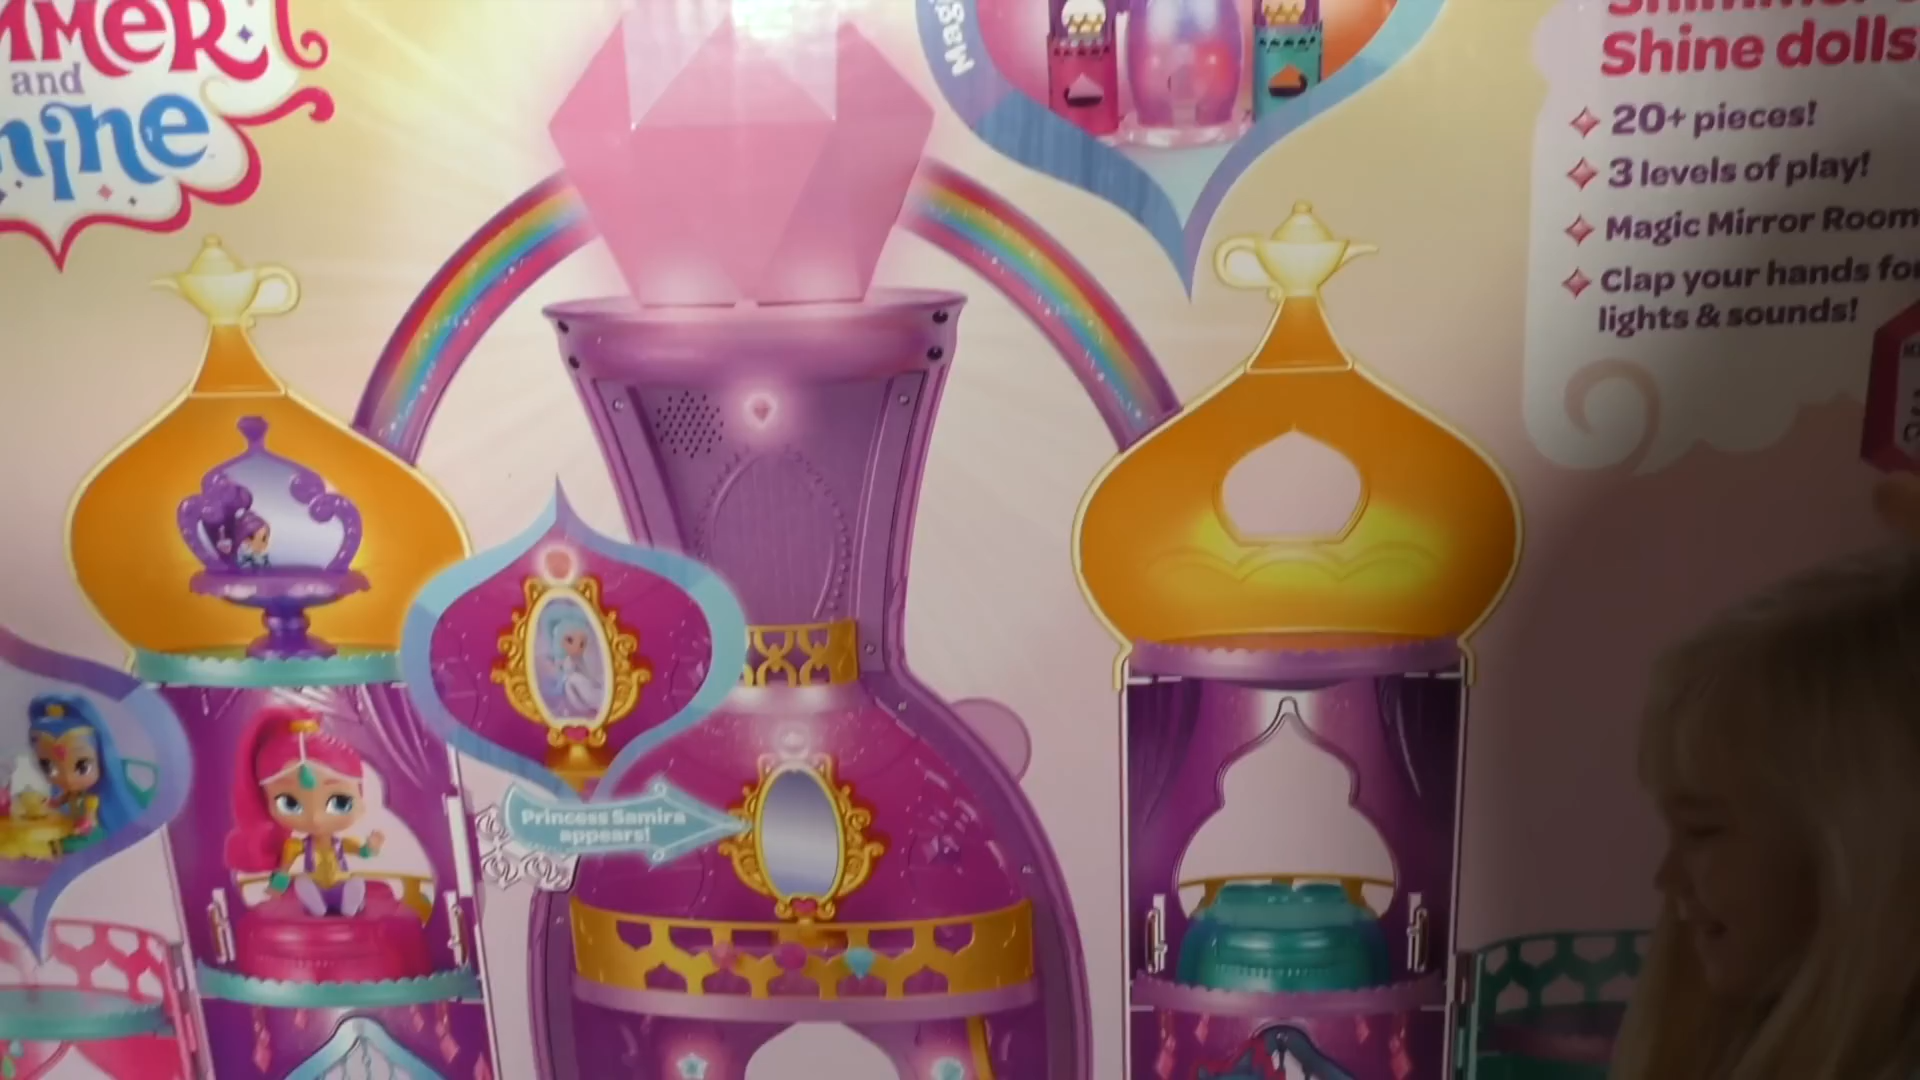 and
Shine dolls
20+ pieces!
3 levels of play!
Magic Mirror Room
Clap your hands for
lights & sounds!
Princess Samira
appears!